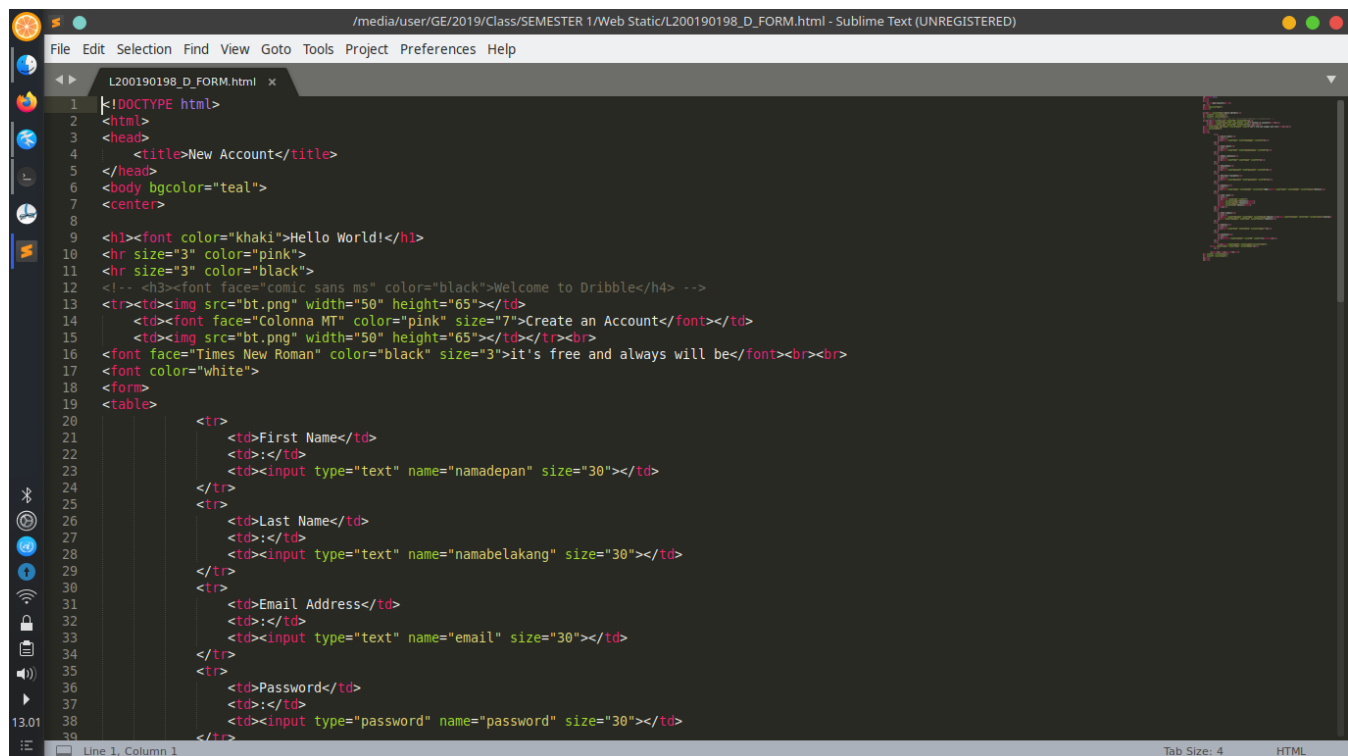 /media/user/GE/2019/Class/SEMESTER 1/Web Static/L200190198_D_FORM.html - Sublime Text (UNREGISTERED)
File Edit Selection Find View Goto Tools Project Preferences Help
L200190198_D_FORM.html ×
1 <!DOCTYPE html>
2 <html>
3 <head>
4 <title>New Account</title>
5 </head>
6 <body bgcolor="teal">
7 <center>
8
9 <h1><font color="khaki">Hello World!</h1>
10 <hr size="3" color="pink">
11 <hr size="3" color="black">
12 <!-- <h3><font face="comic sans ms" color="black">Welcome to Dribble</h4> -->
13 <tr><td><img src="bt.png" width="50" height="65"></td>
14 <td><font face="Colonna MT" color="pink" size="7">Create an Account</font></td>
15 <td><img src="bt.png" width="50" height="65"></td></tr><br>
16 <font face="Times New Roman" color="black" size="3">it's free and always will be</font><br><br>
17 <font color="white">
18 <form>
19 <table>
20 <tr>
21 <td>First Name</td>
22 <td>:</td>
23 <td><input type="text" name="namadepan" size="30"></td>
24 </tr>
25 <tr>
26 <td>Last Name</td>
27 <td>:</td>
28 <td><input type="text" name="namabelakang" size="30"></td>
29 </tr>
30 <tr>
31 <td>Email Address</td>
32 <td>:</td>
33 <td><input type="text" name="email" size="30"></td>
34 </tr>
35 <tr>
36 <td>Password</td>
37 <td>:</td>
38 <td><input type="password" name="password" size="30"></td>
39 </tr>
13.01
Line 1, Column 1 Tab Size: 4 HTML